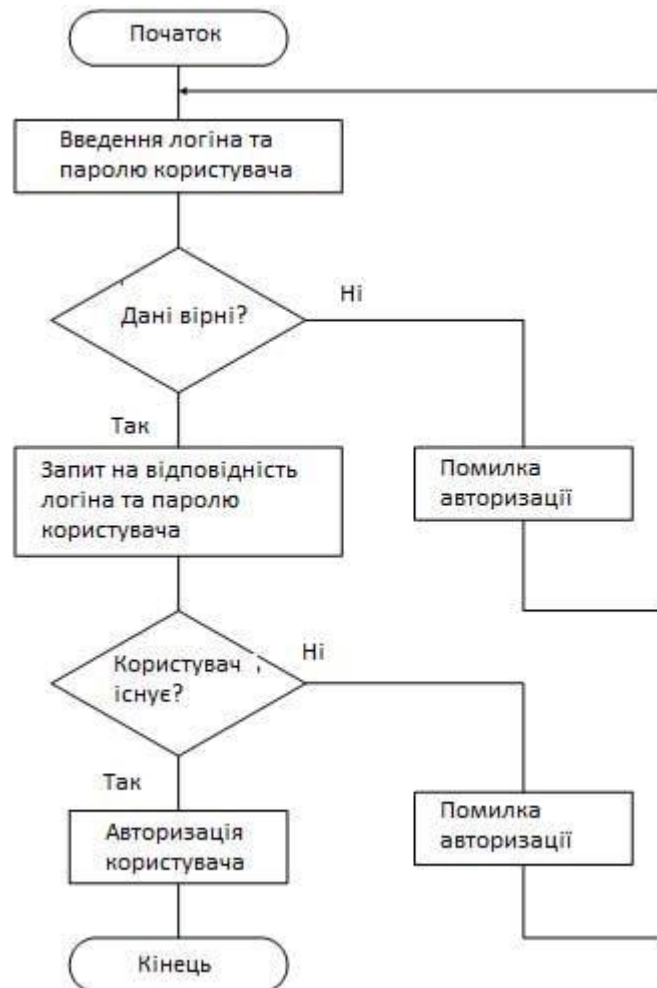 Початок
Введення логіна та
паролю користувача
Дані вірні?
Ні
Так
Запит на відповідність
логіна та паролю
користувача
Помилка
авторизації
Користувач
існує?
Ні
Так
Авторизація
користувача
Помилка
авторизації
Кінець